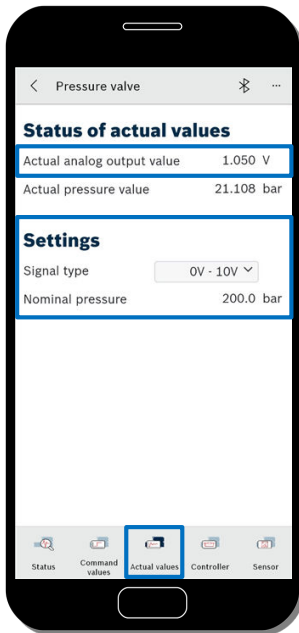 Pressure valve ...
Status of actual values
Actual analog output value 1.050 V
Actual pressure value 21.108 bar
Settings
Signal type 0V - 10V
Nominal pressure 200.0 bar
Status Command values Actual values Controller Sensor